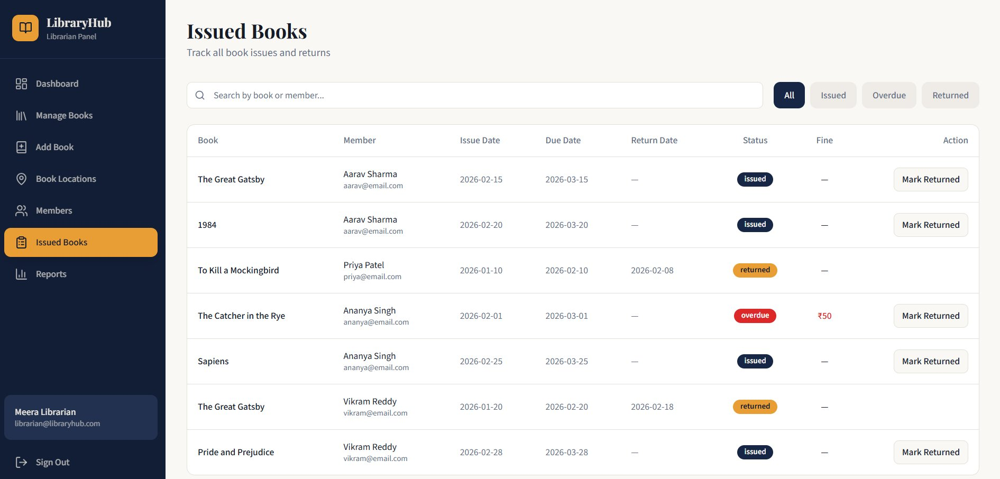 LibraryHub
Librarian Panel
Dashboard
Manage Books
Add Book
Book Locations
Members
Issued Books
Reports
Meera Librarian
librarian@libraryhub.com
Sign Out
Issued Books
Track all book issues and returns
Search by book or member...
All Issued Overdue Returned
Book Member Issue Date Due Date Return Date Status Fine Action
The Great Gatsby Aarav Sharma 2026-02-15 2026-03-15 — issued — Mark Returned
aarav@email.com
1984 Aarav Sharma 2026-02-20 2026-03-20 — issued — Mark Returned
aarav@email.com
To Kill a Mockingbird Priya Patel 2026-01-10 2026-02-10 2026-02-08 returned —
priya@email.com
The Catcher in the Rye Ananya Singh 2026-02-01 2026-03-01 — overdue ₹50 Mark Returned
ananya@email.com
Sapiens Ananya Singh 2026-02-25 2026-03-25 — issued — Mark Returned
ananya@email.com
The Great Gatsby Vikram Reddy 2026-01-20 2026-02-20 2026-02-18 returned —
vikram@email.com
Pride and Prejudice Vikram Reddy 2026-02-28 2026-03-28 — issued — Mark Returned
vikram@email.com